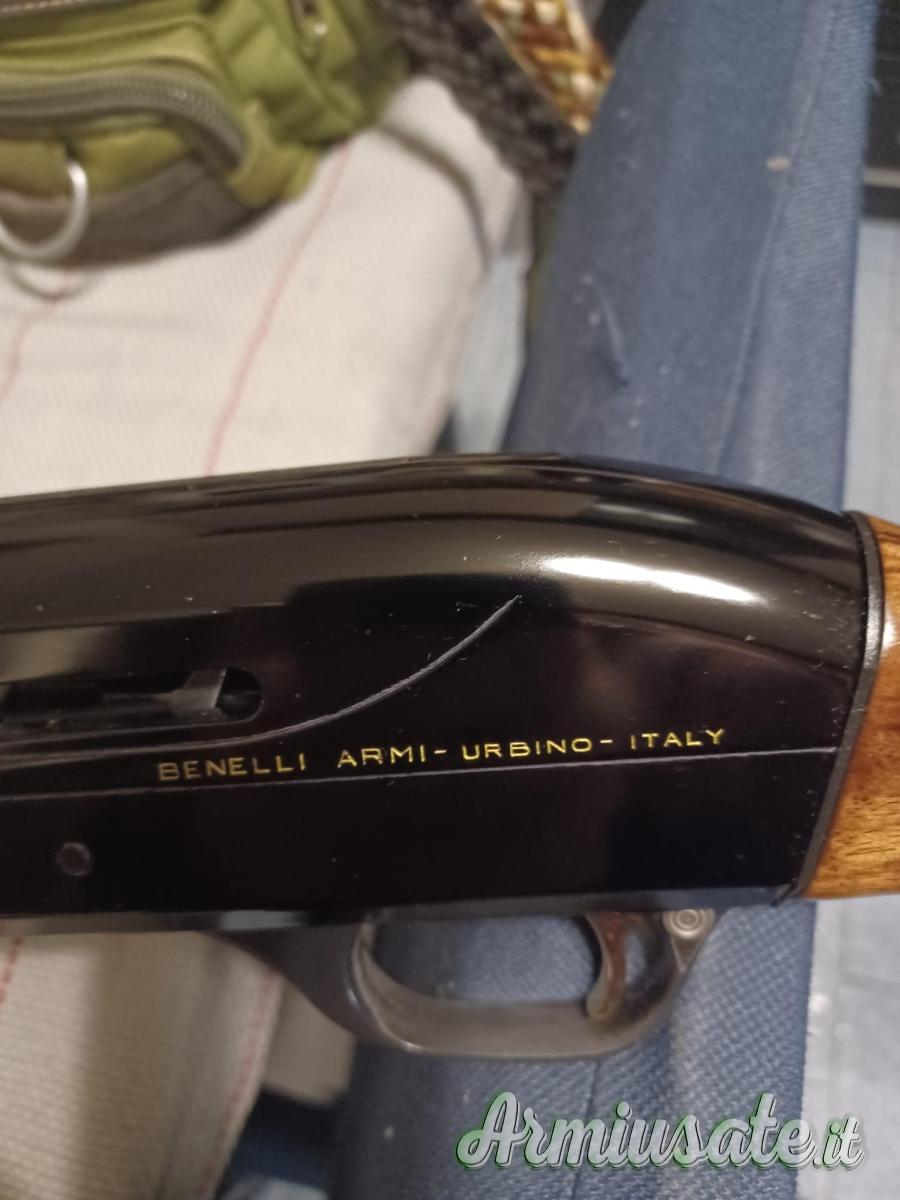 BENELLI ARMI - URBINO - ITALY
Armiusate.it